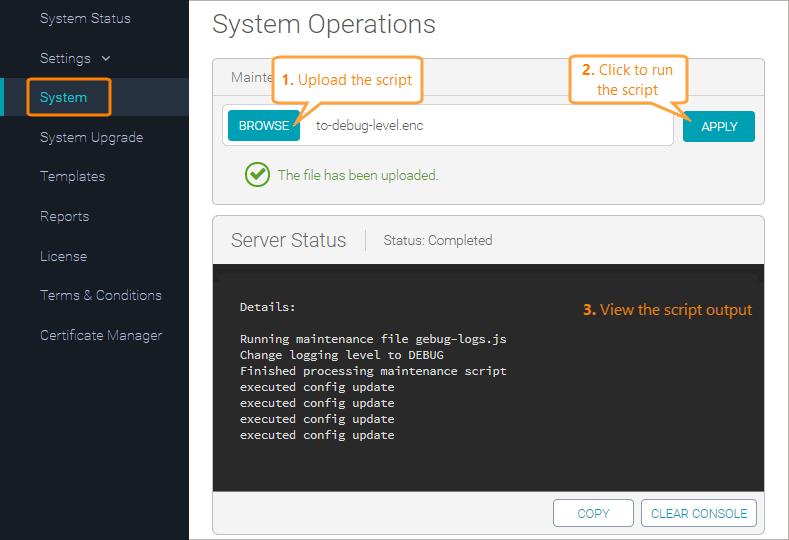 System Status
Settings
System
System Upgrade
Templates
Reports
License
Terms & Conditions
Certificate Manager
System Operations
1. Upload the script
2. Click to run
the script
BROWSE
to-debug-level.enc
APPLY
The file has been uploaded.
Server Status
Status: Completed
Details:
3. View the script output
Running maintenance file gebug-logs.js
Change logging level to DEBUG
Finished processing maintenance script
executed config update
executed config update
executed config update
executed config update
COPY
CLEAR CONSOLE